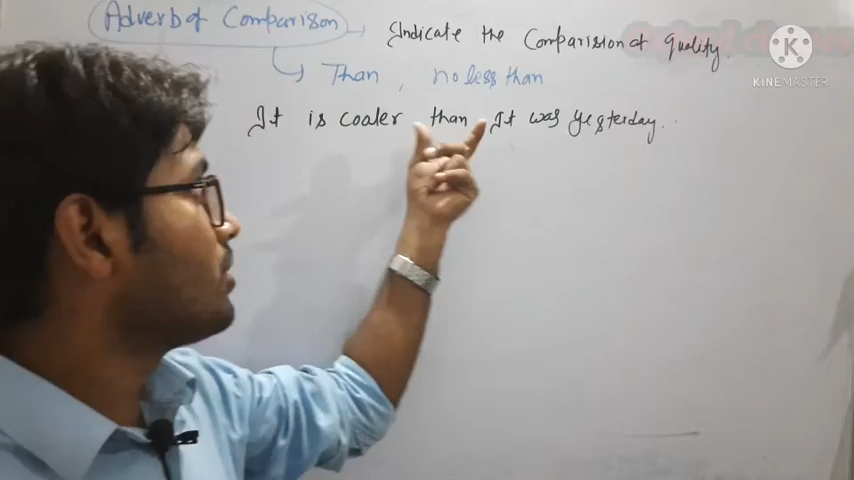 Adverb of Comparison → Indicate the Comparision of quality.
Than, no less than
It is cooler than It was yesterday.
KINEMASTER